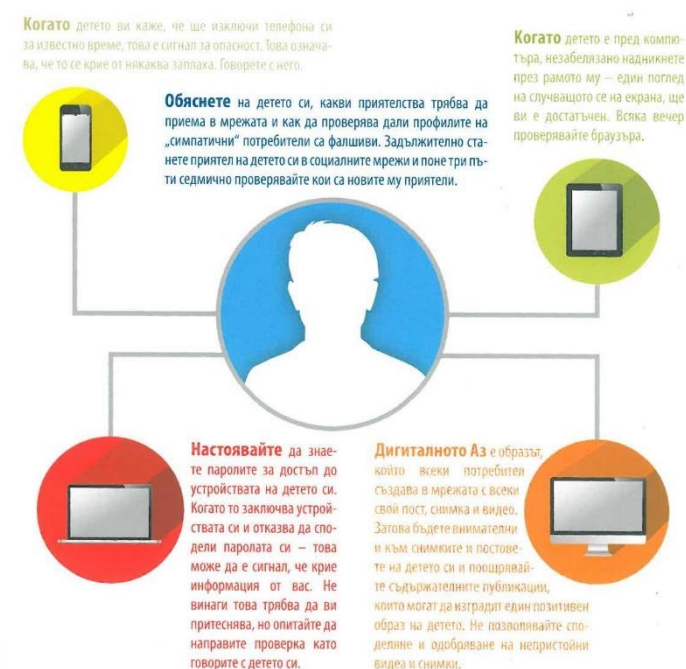 Когато детето ви каже, че ще изключи телефона си
за известно време, това е сигнал за опасност. Това означа-
ва, че то се крие от някаква заплаха. Говорете с него.
Обяснете на детето си, какви приятелства трябва да
приема в мрежата и как да проверява дали профилите на
„симпатични“ потребители са фалшиви. Задължително ста-
нете приятел на детето си в социалните мрежи и поне три пъ-
ти седмично проверявайте кои са новите му приятели.
Когато детето е пред компю-
търа, незабелязано надникнете
през рамото му – един поглед
на случващото се на екрана, ще
ви е достатъчен. Всяка вечер
проверявайте браузъра.
Настоявайте да знае-
те паролите за достъп до
устройствата на детето си.
Когато то заключва устрой-
ствата си и отказва да спо-
дели паролата си – това
може да е сигнал, че крие
информация от вас. Не
винаги това трябва да ви
притеснява, но опитайте да
направите проверка като
говорите с детето си.
Дигиталното Аз е образът,
който всеки потребител
създава в мрежата с всеки
свой пост, снимка и видео.
Затова бъдете внимателни
и към снимките и постове-
те на детето си и поощрявай-
те съдържателните публикации,
които могат да изградят един позитивен
образ на детето. Не позволявайте спо-
деляне и одобряване на непристойни
видеа и снимки.